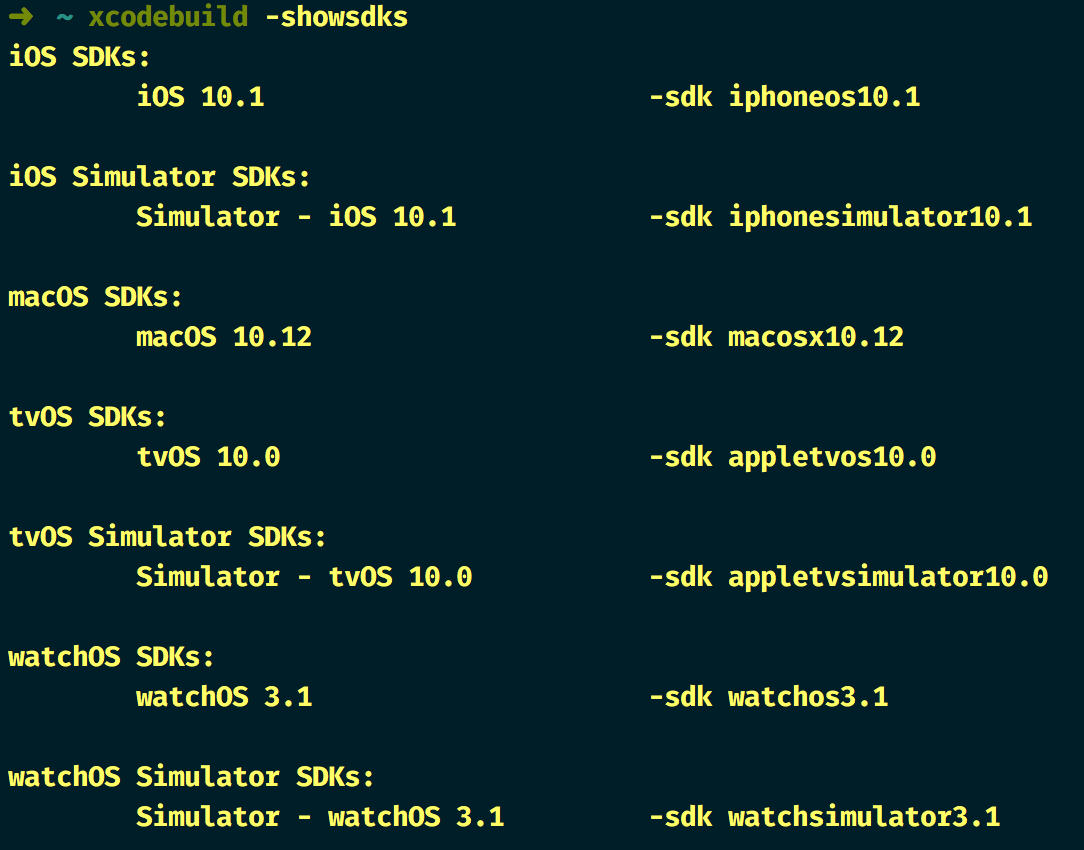 ➜ ~ xcodebuild -showsdks
iOS SDKs:
iOS 10.1 -sdk iphoneos10.1
iOS Simulator SDKs:
Simulator - iOS 10.1 -sdk iphonesimulator10.1
macOS SDKs:
macOS 10.12 -sdk macosx10.12
tvOS SDKs:
tvOS 10.0 -sdk appletvos10.0
tvOS Simulator SDKs:
Simulator - tvOS 10.0 -sdk appletvsimulator10.0
watchOS SDKs:
watchOS 3.1 -sdk watchos3.1
watchOS Simulator SDKs:
Simulator - watchOS 3.1 -sdk watchsimulator3.1